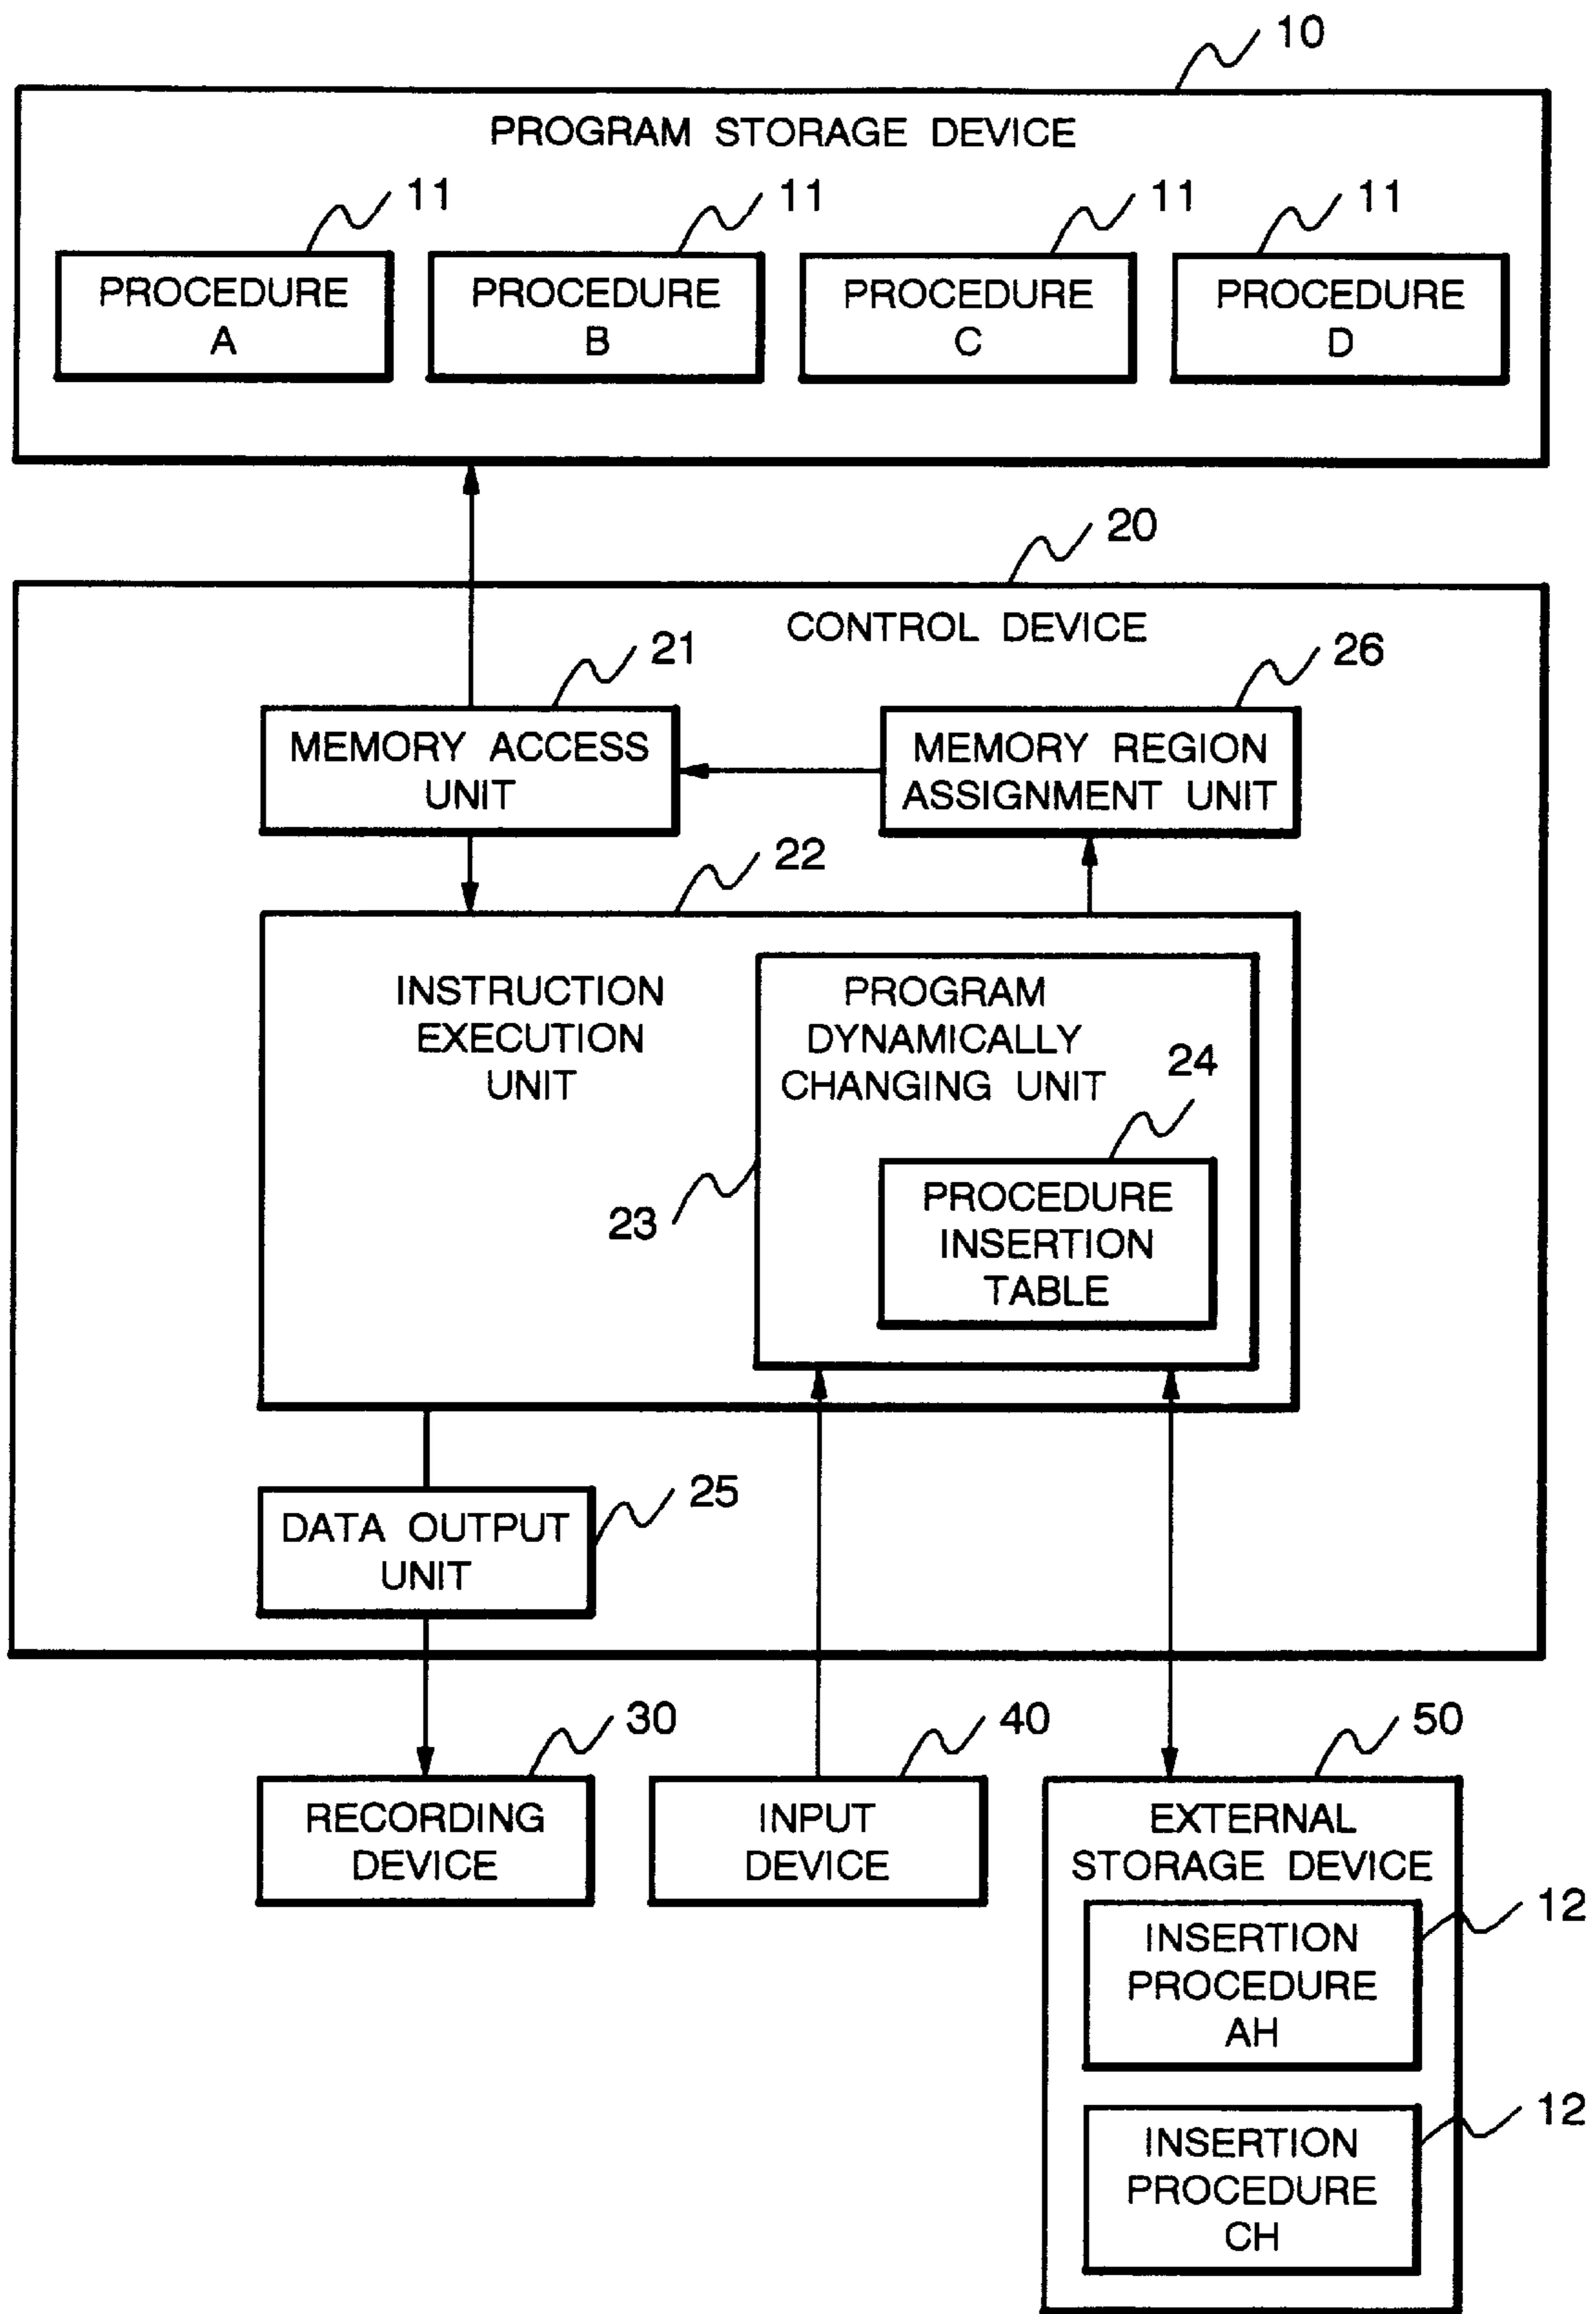 10
PROGRAM STORAGE DEVICE
11
11
11
11
PROCEDURE
A
PROCEDURE
B
PROCEDURE
C
PROCEDURE
D
20
CONTROL DEVICE
21
26
MEMORY ACCESS
UNIT
MEMORY REGION
ASSIGNMENT UNIT
22
INSTRUCTION
EXECUTION
UNIT
PROGRAM
DYNAMICALLY
CHANGING UNIT
24
23
PROCEDURE
INSERTION
TABLE
25
DATA OUTPUT
UNIT
30
40
50
RECORDING
DEVICE
INPUT
DEVICE
EXTERNAL
STORAGE DEVICE
12
INSERTION
PROCEDURE
AH
12
INSERTION
PROCEDURE
CH